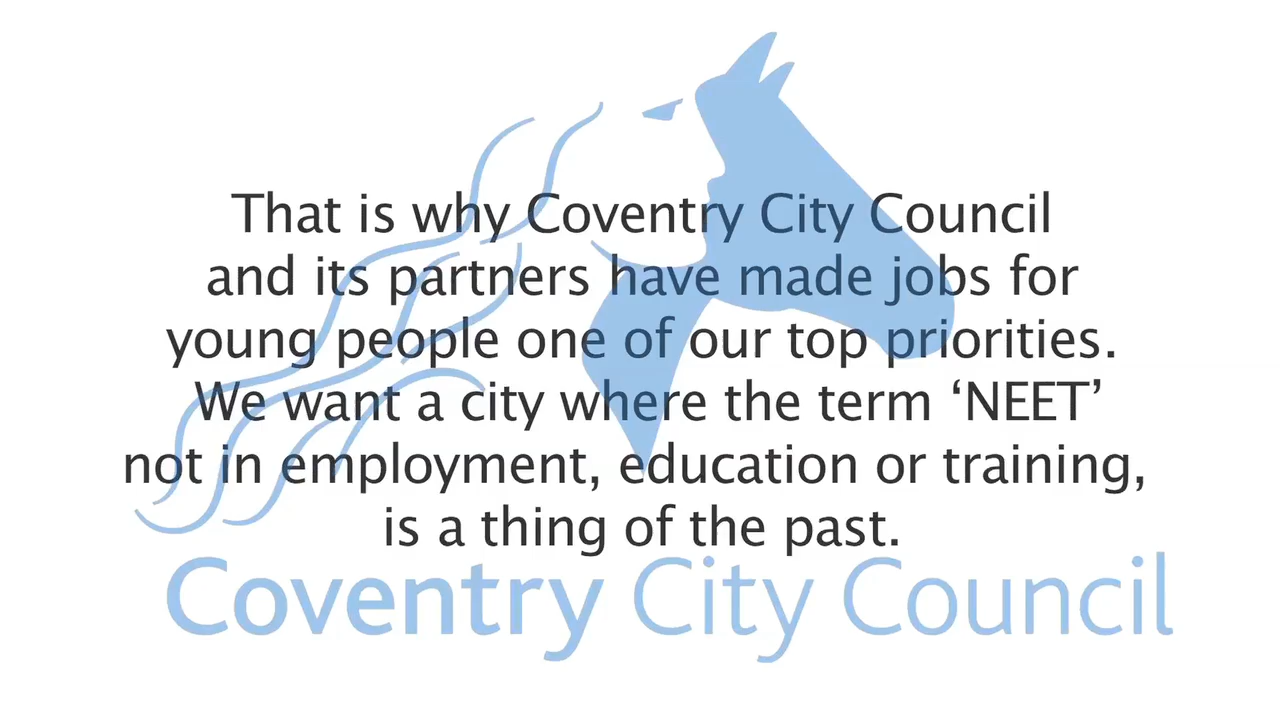 That is why Coventry City Council
and its partners have made jobs for
young people one of our top priorities.
We want a city where the term ‘NEET’
not in employment, education or training,
is a thing of the past.
Coventry City Council